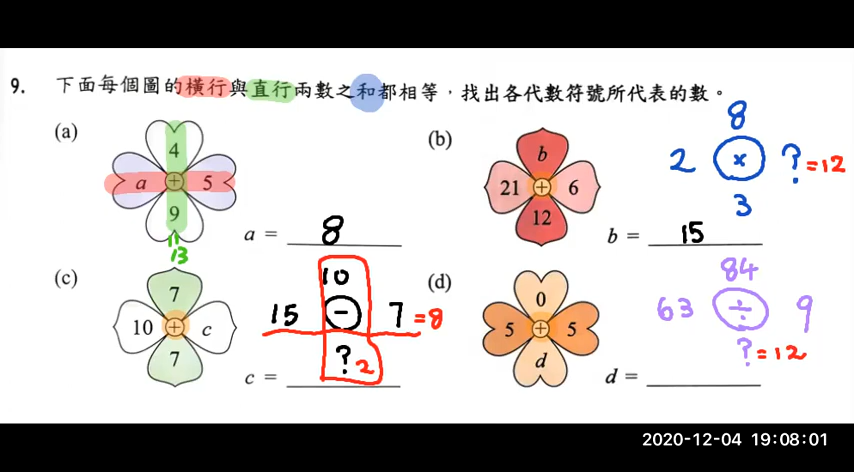 9. 下面每個圖的橫行與直行兩數之和都相等，找出各代數符號所代表的數。
(a)
4
a + 5
9
13
a = 8
(b)
b
21 + 6
12
b = 15
8
2 × ? = 12
3
(c)
7
10 + c
7
c =
10
15 − 7 = 8
? 2
(d)
0
5 + 5
d
d =
84
63 ÷ 9
? = 12
2020-12-04 19:08:01